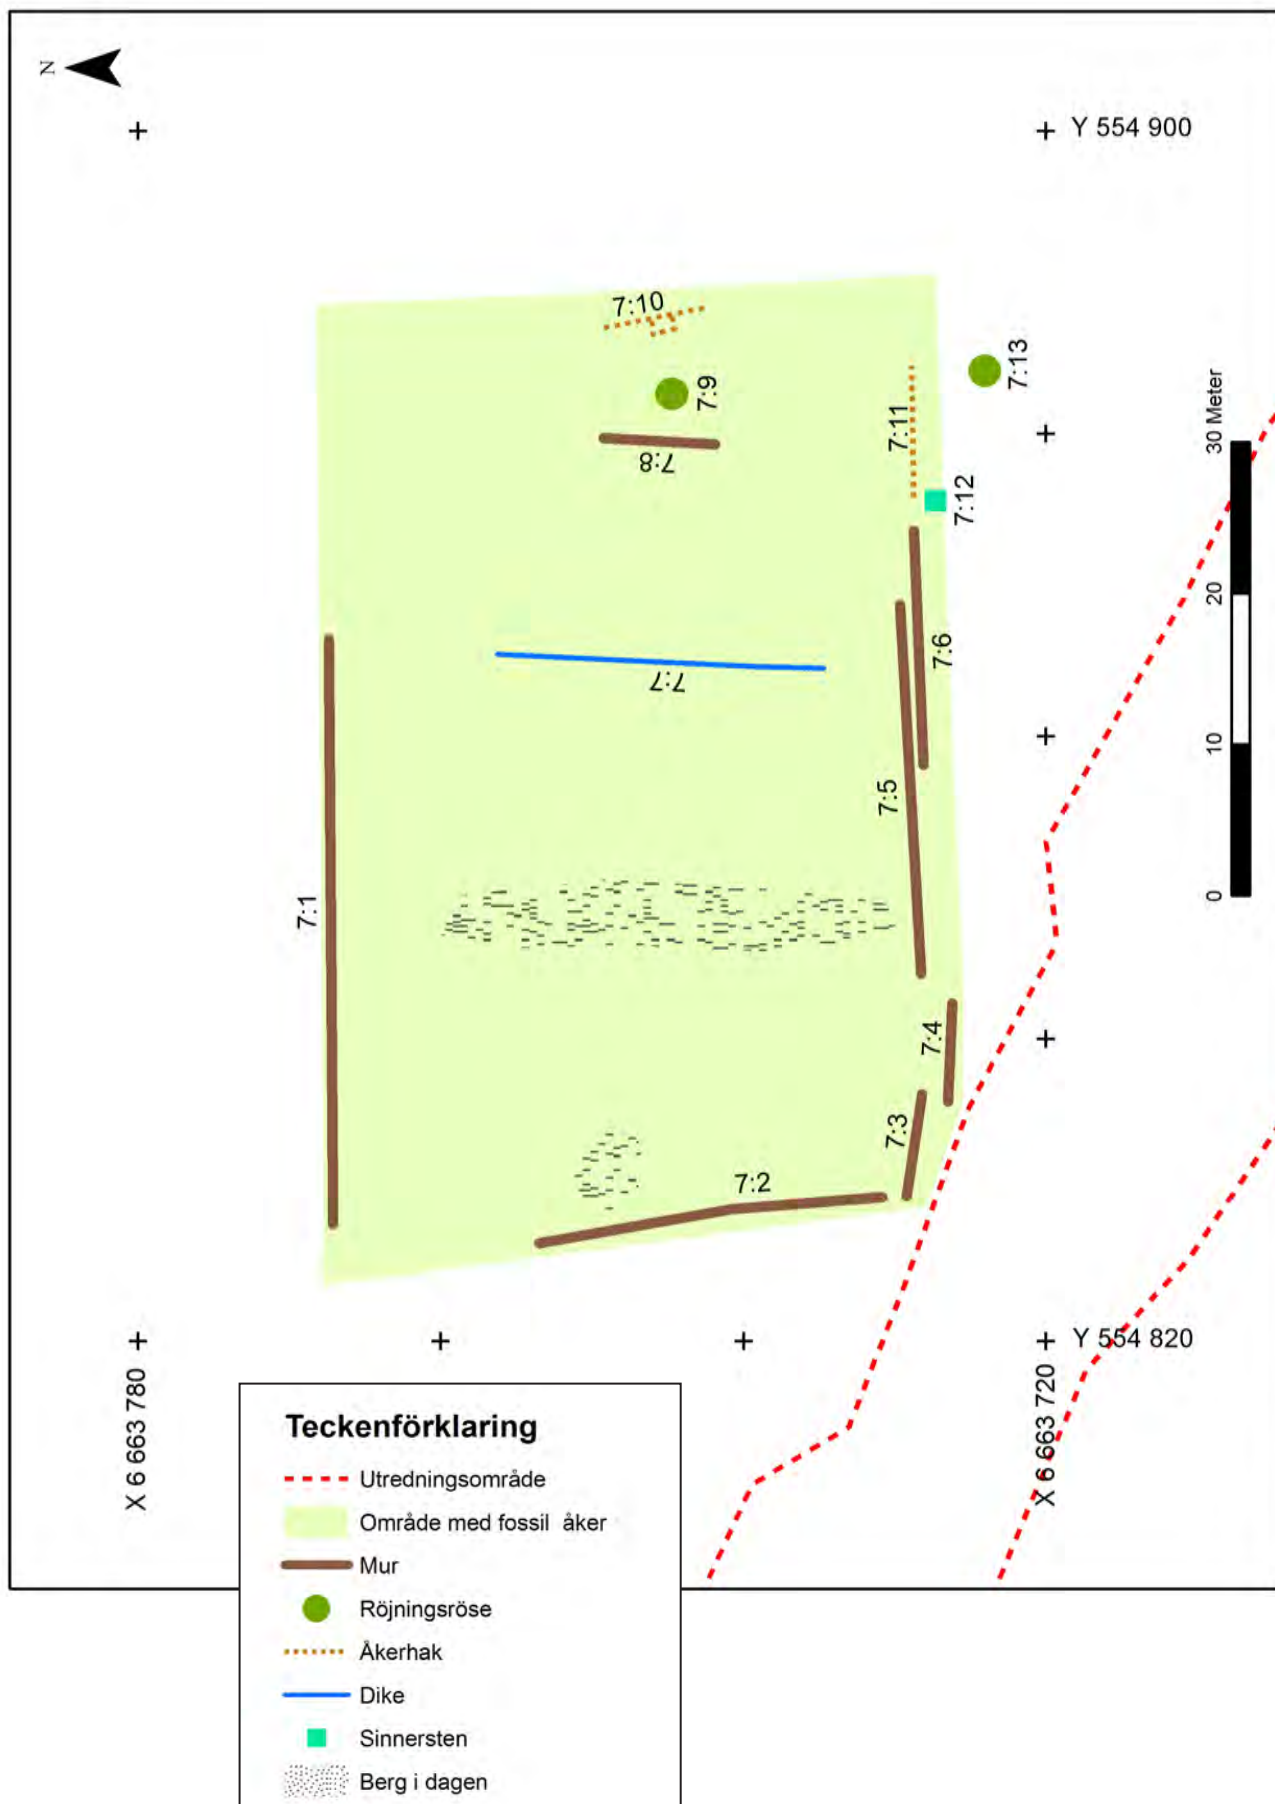 N
Y 554 900
7:10
7:9
7:13
7:8
7:11
7:12
30 Meter
20
10
0
7:7
7:6
7:5
7:1
7:4
7:3
7:2
Y 554 820
X 6 663 780
X 6 663 720
Teckenförklaring
Utredningsområde
Område med fossil åker
Mur
Röjningsröse
Åkerhak
Dike
Sinnersten
Berg i dagen